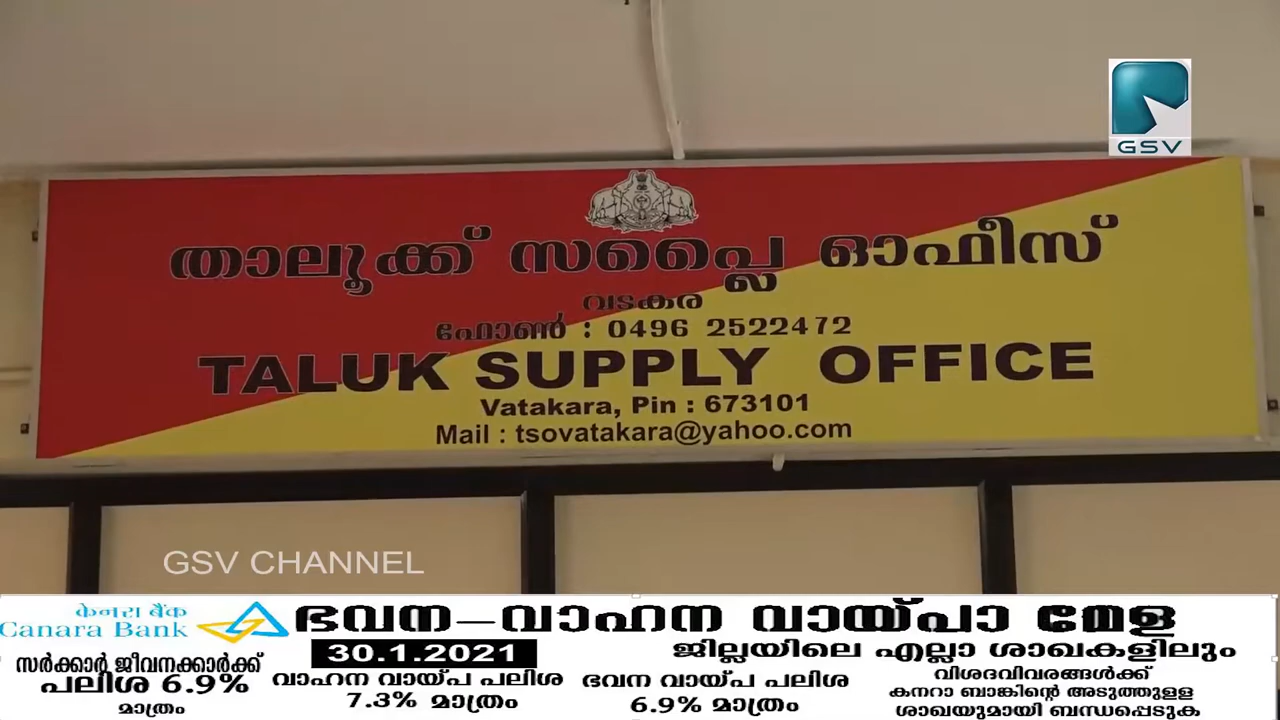 GSV
താലൂക്ക് സപ്ലൈ ഓഫീസ്
വടകര
ഫോൺ : 0496 2522472
TALUK SUPPLY OFFICE
Vatakara, Pin : 673101
Mail : tsovatakara@yahoo.com
GSV CHANNEL
केनरा बैंक
Canara Bank
ഭവന-വാഹന വായ്പാ മേള
30.1.2021
ജില്ലയിലെ എല്ലാ ശാഖകളിലും
സർക്കാർ ജീവനക്കാർക്ക്
പലിശ 6.9%
മാത്രം
വാഹന വായ്പ പലിശ
7.3% മാത്രം
ഭവന വായ്പ പലിശ
6.9% മാത്രം
വിശദവിവരങ്ങൾക്ക്
കനറാ ബാങ്കിന്റെ അടുത്തുളള
ശാഖയുമായി ബന്ധപ്പെടുക